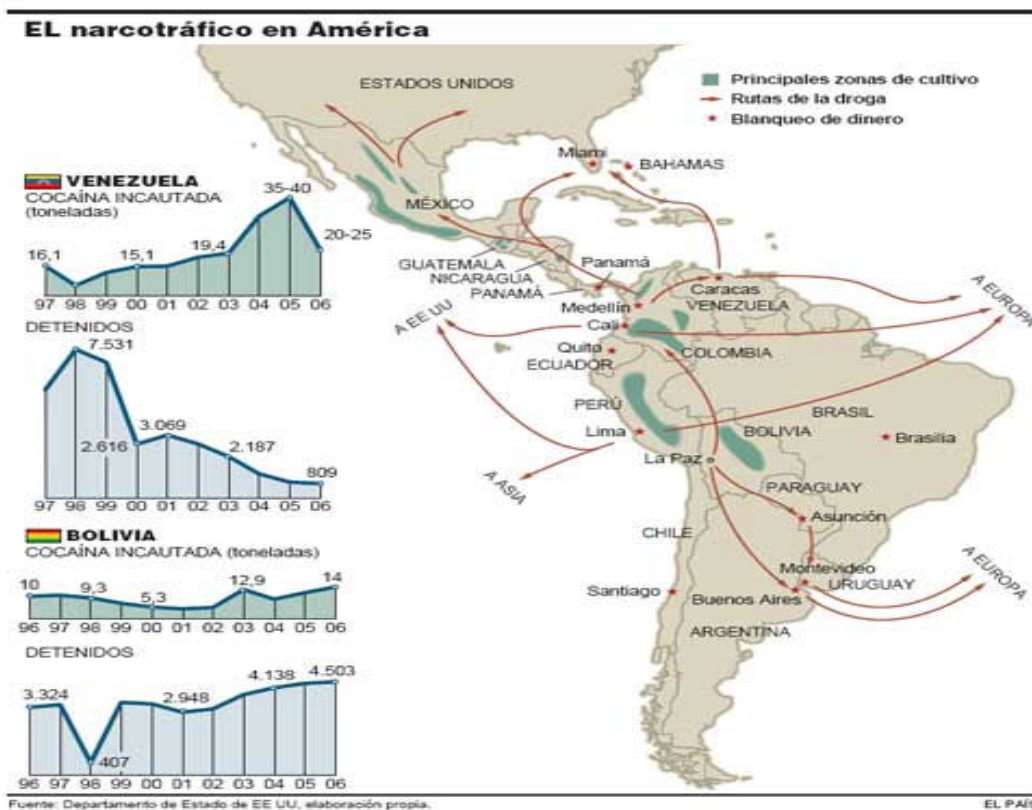 EL narcotráfico en América
ESTADOS UNIDOS
Principales zonas de cultivo
Rutas de la droga
Blanqueo de dinero
Miami
BAHAMAS
MÉXICO
GUATEMALA
NICARAGUA
PANAMÁ
Panamá
Caracas
VENEZUELA
Medellín
Cali
A EE UU
A EUROPA
Quito
ECUADOR
COLOMBIA
PERÚ
Lima
BRASIL
BOLIVIA
Brasilia
La Paz
A ASIA
PARAGUAY
Asunción
CHILE
Montevideo
URUGUAY
A EUROPA
Santiago
Buenos Aires
ARGENTINA
VENEZUELA
COCAÍNA INCAUTADA
(toneladas)
35-40
20-25
19,4
16,1
15,1
97 98 99 00 01 02 03 04 05 06
DETENIDOS
7.531
3.069
2.616
2.187
809
97 98 99 00 01 02 03 04 05 06
BOLIVIA
COCAÍNA INCAUTADA (toneladas)
10 9,3 5,3 12,9 14
96 97 98 99 00 01 02 03 04 05 06
DETENIDOS
3.324
407
2.948
4.138
4.503
96 97 98 99 00 01 02 03 04 05 06
Fuente: Departamento de Estado de EE UU, elaboración propia.
EL PAÍS